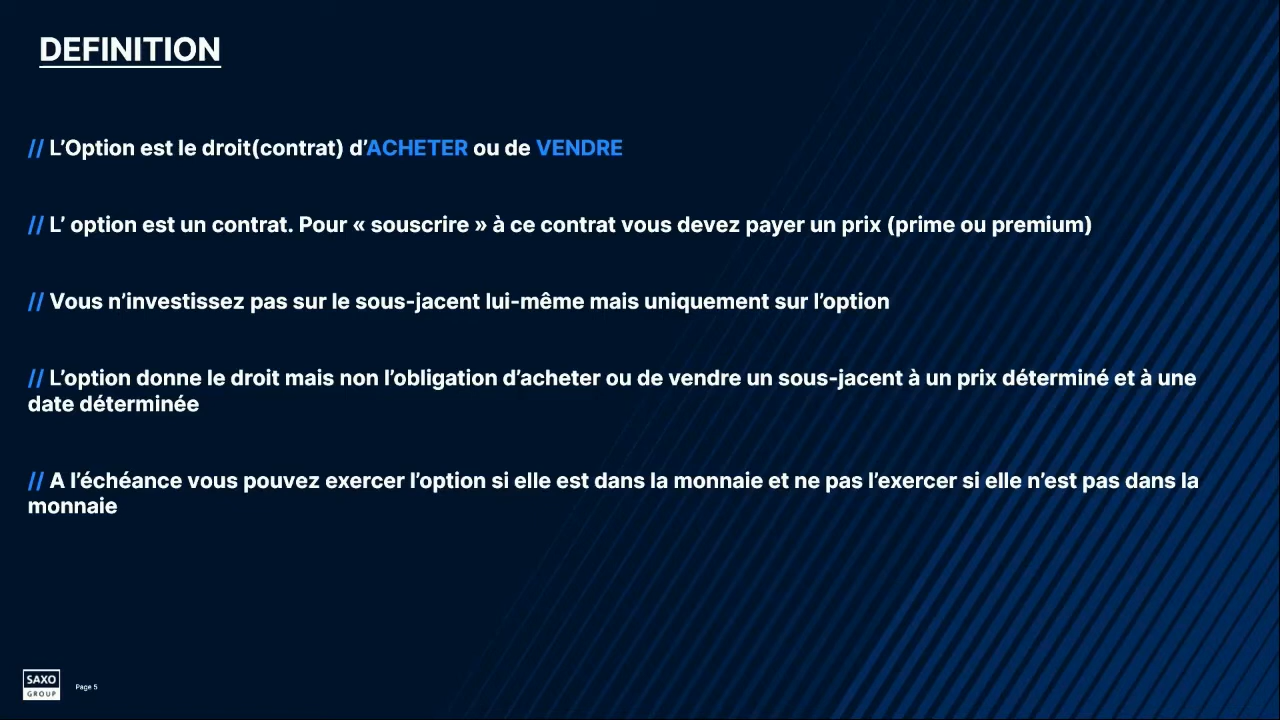 DEFINITION
// L’Option est le droit(contrat) d’ACHETER ou de VENDRE
// L’ option est un contrat. Pour « souscrire » à ce contrat vous devez payer un prix (prime ou premium)
// Vous n’investissez pas sur le sous-jacent lui-même mais uniquement sur l’option
// L’option donne le droit mais non l’obligation d’acheter ou de vendre un sous-jacent à un prix déterminé et à une
date déterminée
// A l’échéance vous pouvez exercer l’option si elle est dans la monnaie et ne pas l’exercer si elle n’est pas dans la
monnaie
SAXO
GROUP
Page 5